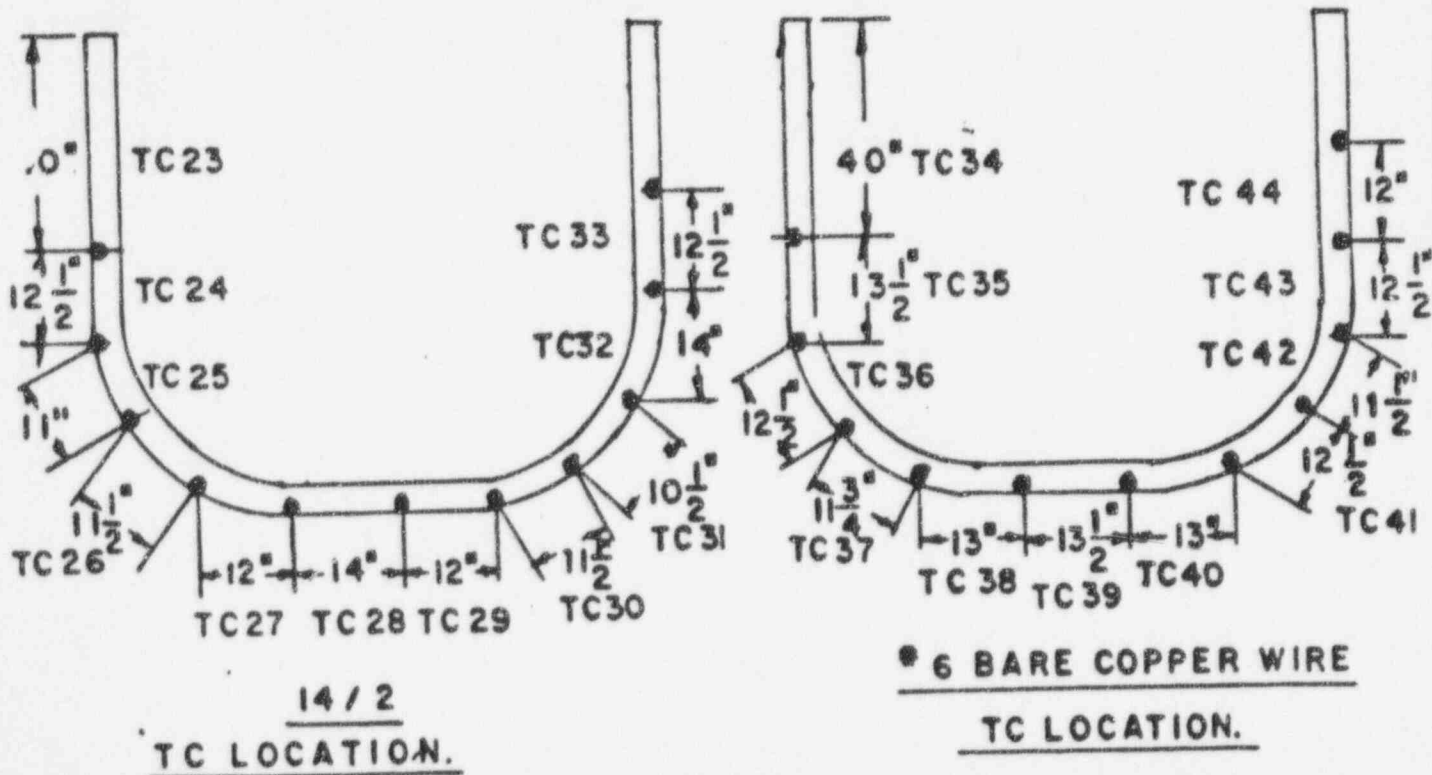 .0"
TC23
12 1/2"
TC24
TC25
11"
11 1/2"
TC26
12"
14"
12"
TC27 TC28 TC29
11 1/2
TC30
10 1/2"
TC31
14"
TC32
12 1/2"
TC33
14/2
TC LOCATION.
40" TC34
13 1/2" TC35
TC36
12 1/2"
11 3/4"
TC37
13"
13 1/2"
13"
TC38
TC39
TC40
TC41
12 1/2"
11 1/2"
TC42
12 1/2"
TC43
12"
TC44
# 6 BARE COPPER WIRE
TC LOCATION.